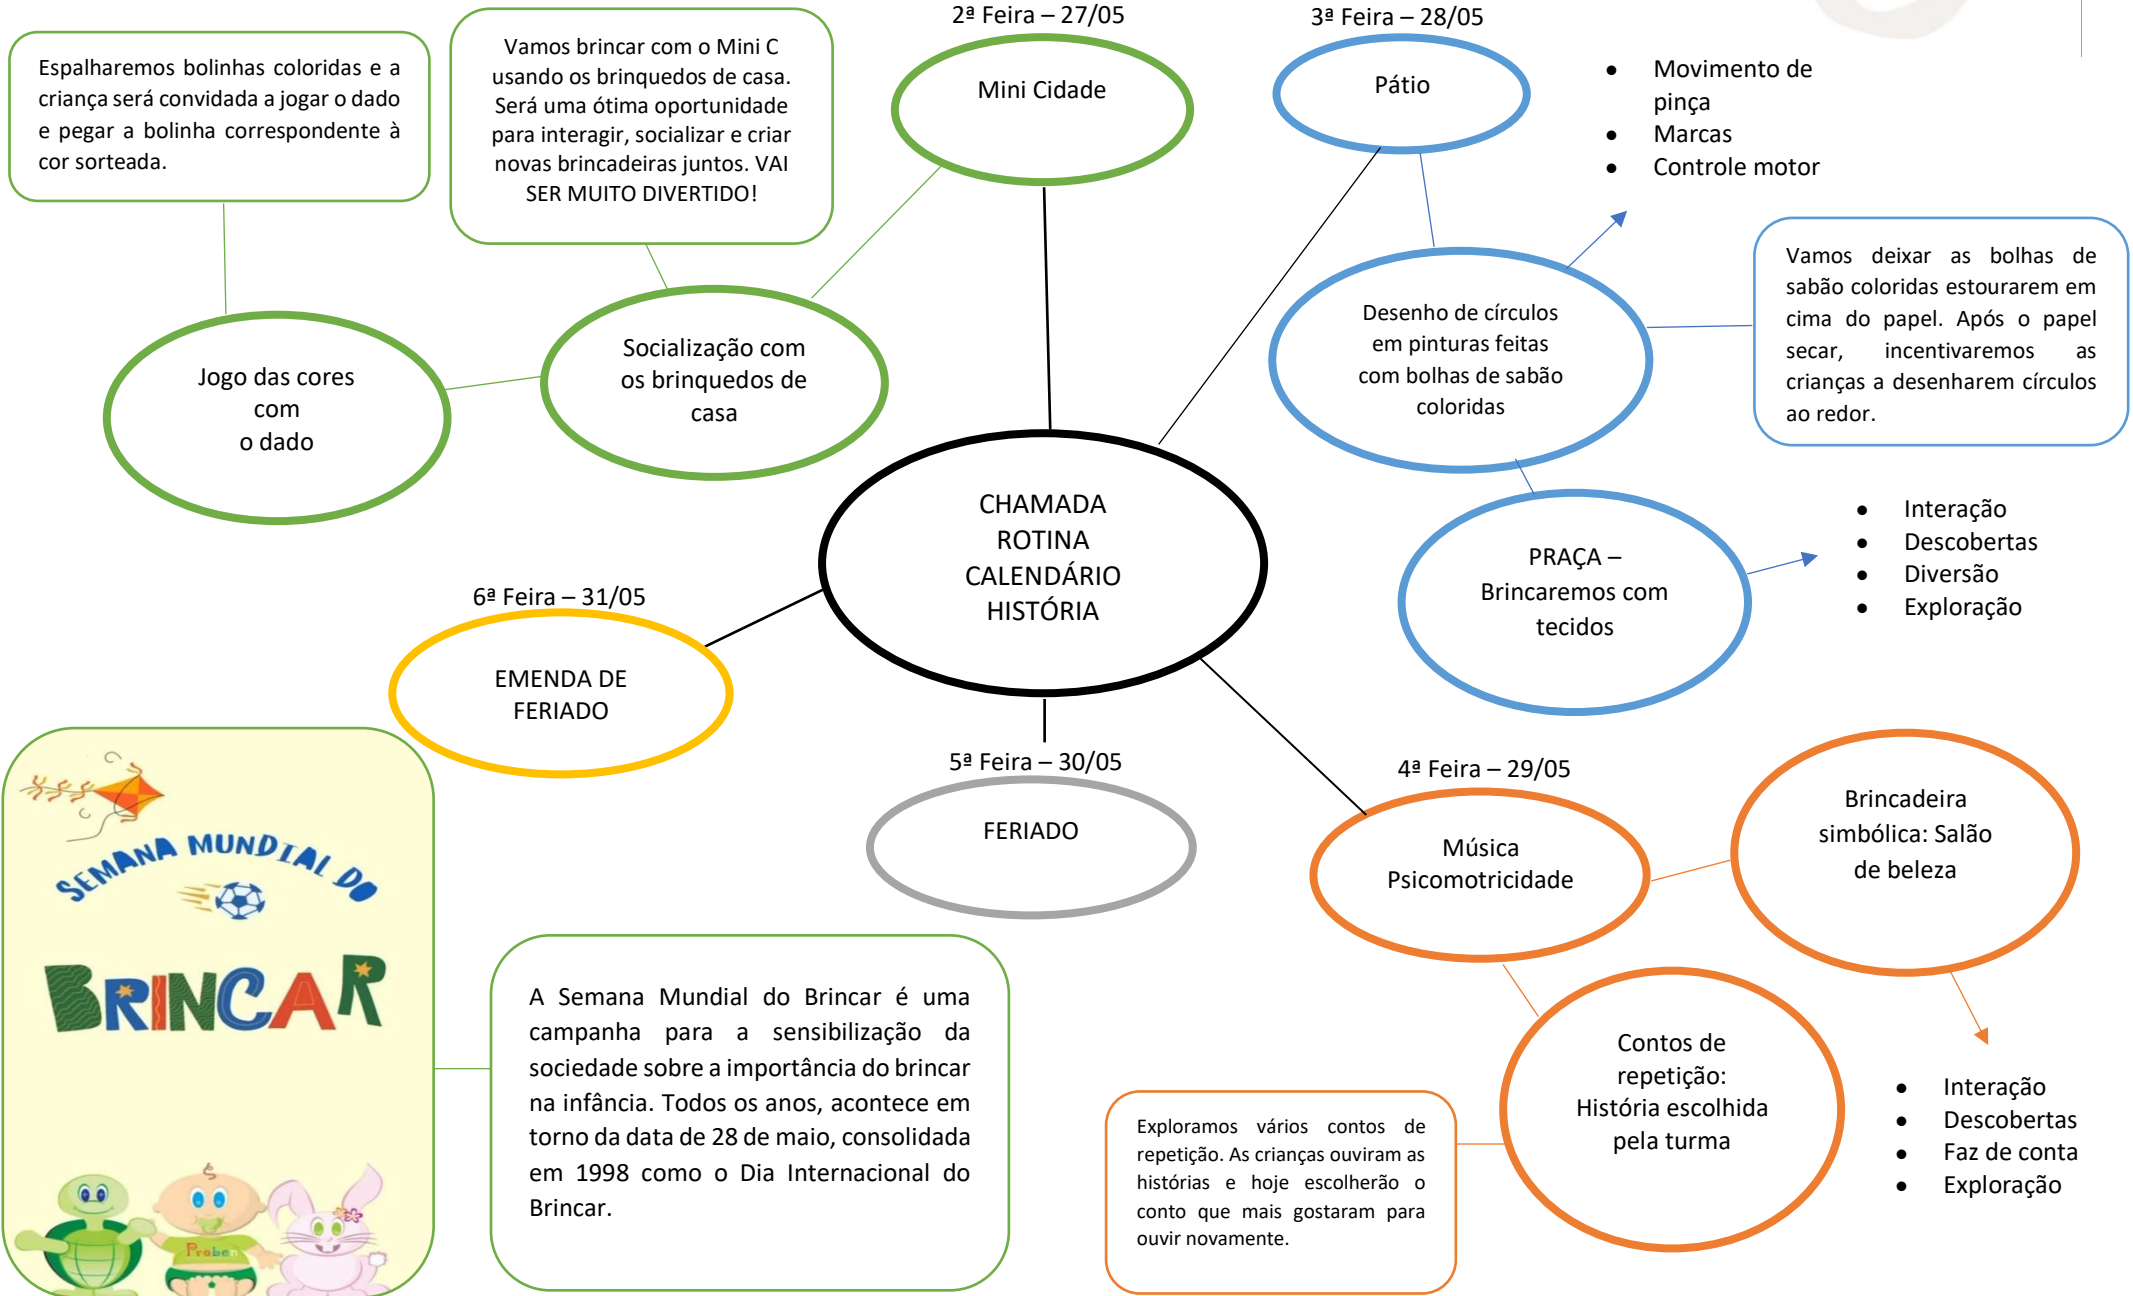 2ª Feira – 27/05
3ª Feira – 28/05
Espalharemos bolinhas coloridas e a
criança será convidada a jogar o dado
e pegar a bolinha correspondente à
cor sorteada.
Vamos brincar com o Mini C
usando os brinquedos de casa.
Será uma ótima oportunidade
para interagir, socializar e criar
novas brincadeiras juntos. VAI
SER MUITO DIVERTIDO!
Mini Cidade
Pátio
• Movimento de
pinça
• Marcas
• Controle motor
Jogo das cores
com
o dado
Socialização com
os brinquedos de
casa
Desenho de círculos
em pinturas feitas
com bolhas de sabão
coloridas
Vamos deixar as bolhas de
sabão coloridas estourarem em
cima do papel. Após o papel
secar, incentivaremos as
crianças a desenharem círculos
ao redor.
CHAMADA
ROTINA
CALENDÁRIO
HISTÓRIA
PRAÇA –
Brincaremos com
tecidos
• Interação
• Descobertas
• Diversão
• Exploração
6ª Feira – 31/05
EMENDA DE
FERIADO
5ª Feira – 30/05
FERIADO
4ª Feira – 29/05
Música
Psicomotricidade
Brincadeira
simbólica: Salão
de beleza
SEMANA MUNDIAL DO
BRINCAR
Proben
A Semana Mundial do Brincar é uma
campanha para a sensibilização da
sociedade sobre a importância do brincar
na infância. Todos os anos, acontece em
torno da data de 28 de maio, consolidada
em 1998 como o Dia Internacional do
Brincar.
Exploramos vários contos de
repetição. As crianças ouviram as
histórias e hoje escolherão o
conto que mais gostaram para
ouvir novamente.
Contos de
repetição:
História escolhida
pela turma
• Interação
• Descobertas
• Faz de conta
• Exploração